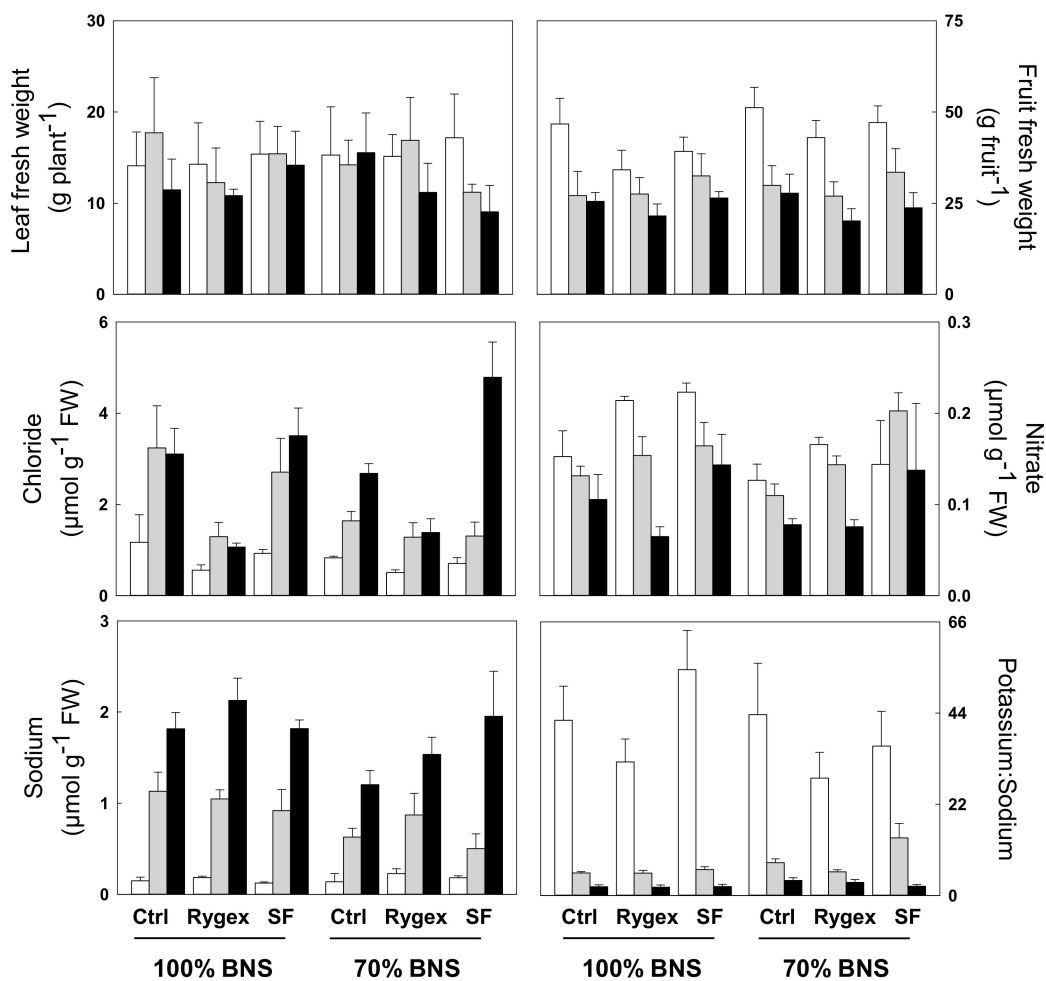 30
20
10
0
Leaf fresh weight
(g plant⁻¹)
75
50
25
0
Fruit fresh weight
(g fruit⁻¹)
6
4
2
0
Chloride
(μmol g⁻¹ FW)
0.3
0.2
0.1
0.0
Nitrate
(μmol g⁻¹ FW)
3
2
1
0
Sodium
(μmol g⁻¹ FW)
66
44
22
0
Potassium:Sodium
Ctrl Rygex SF Ctrl Rygex SF Ctrl Rygex SF Ctrl Rygex SF
100% BNS 70% BNS 100% BNS 70% BNS